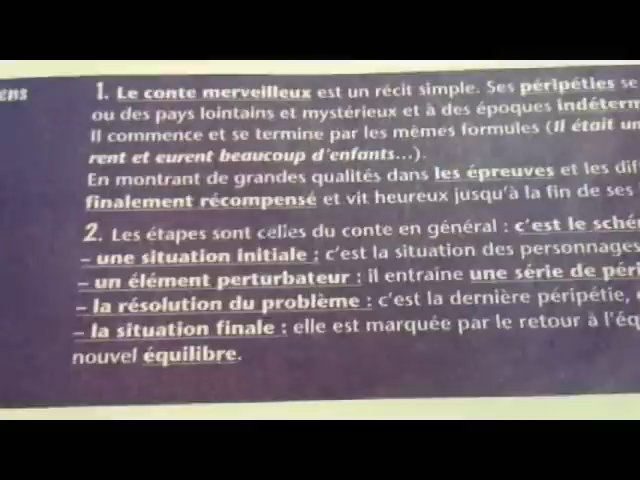 ens
1. Le conte merveilleux est un récit simple. Ses péripéties se
ou des pays lointains et mystérieux et à des époques indéterm
Il commence et se termine par les mêmes formules (Il était un
rent et eurent beaucoup d'enfants...).
En montrant de grandes qualités dans les épreuves et les dif
finalement récompensé et vit heureux jusqu'à la fin de ses
2. Les étapes sont celles du conte en général : c'est le sché
– une situation initiale : c'est la situation des personnages
– un élément perturbateur : il entraine une série de péri
– la résolution du problème : c'est la dernière péripétie,
– la situation finale : elle est marquée par le retour à l'éq
nouvel équilibre.